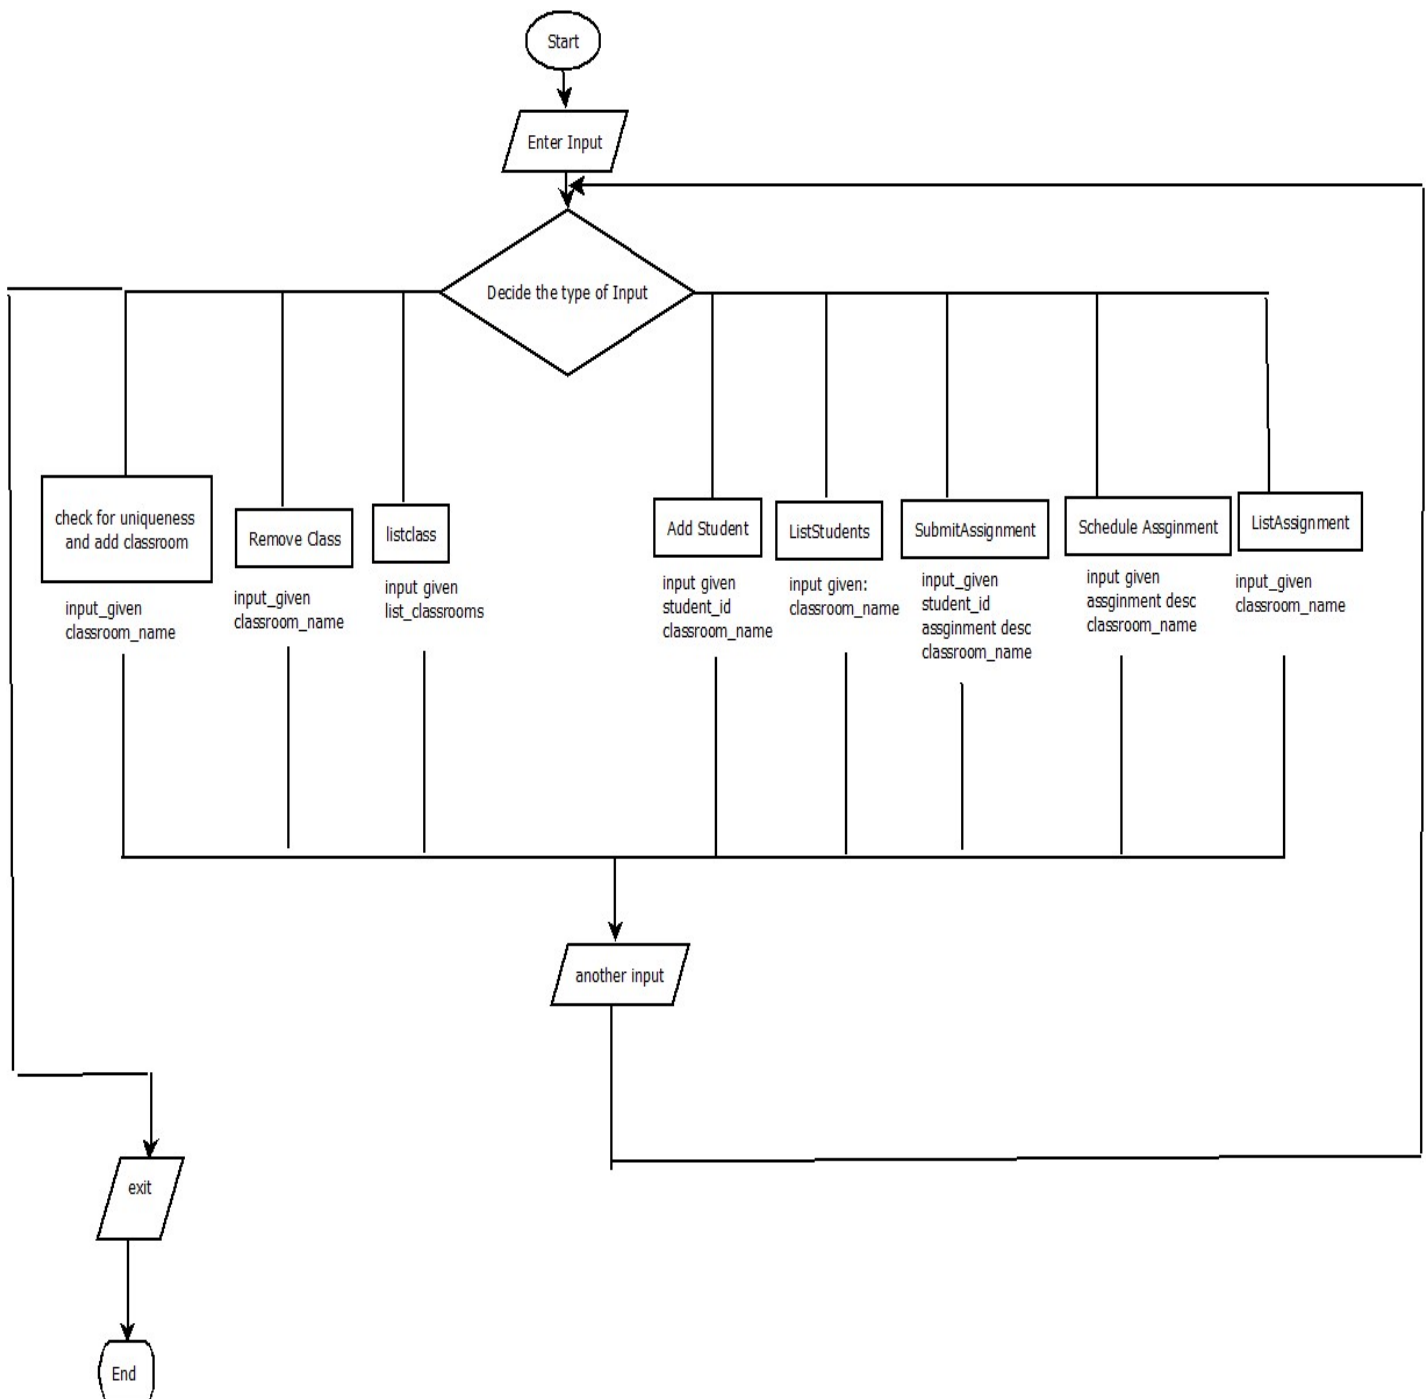 Start
Enter Input
Decide the type of Input
check for uniqueness
and add classroom
input_given
classroom_name
Remove Class
input_given
classroom_name
listclass
input given
list_classrooms
Add Student
input given
student_id
classroom_name
ListStudents
input given:
classroom_name
SubmitAssignment
input_given
student_id
assginment desc
classroom_name
Schedule Assginment
input given
assginment desc
classroom_name
ListAssignment
input_given
classroom_name
another input
exit
End